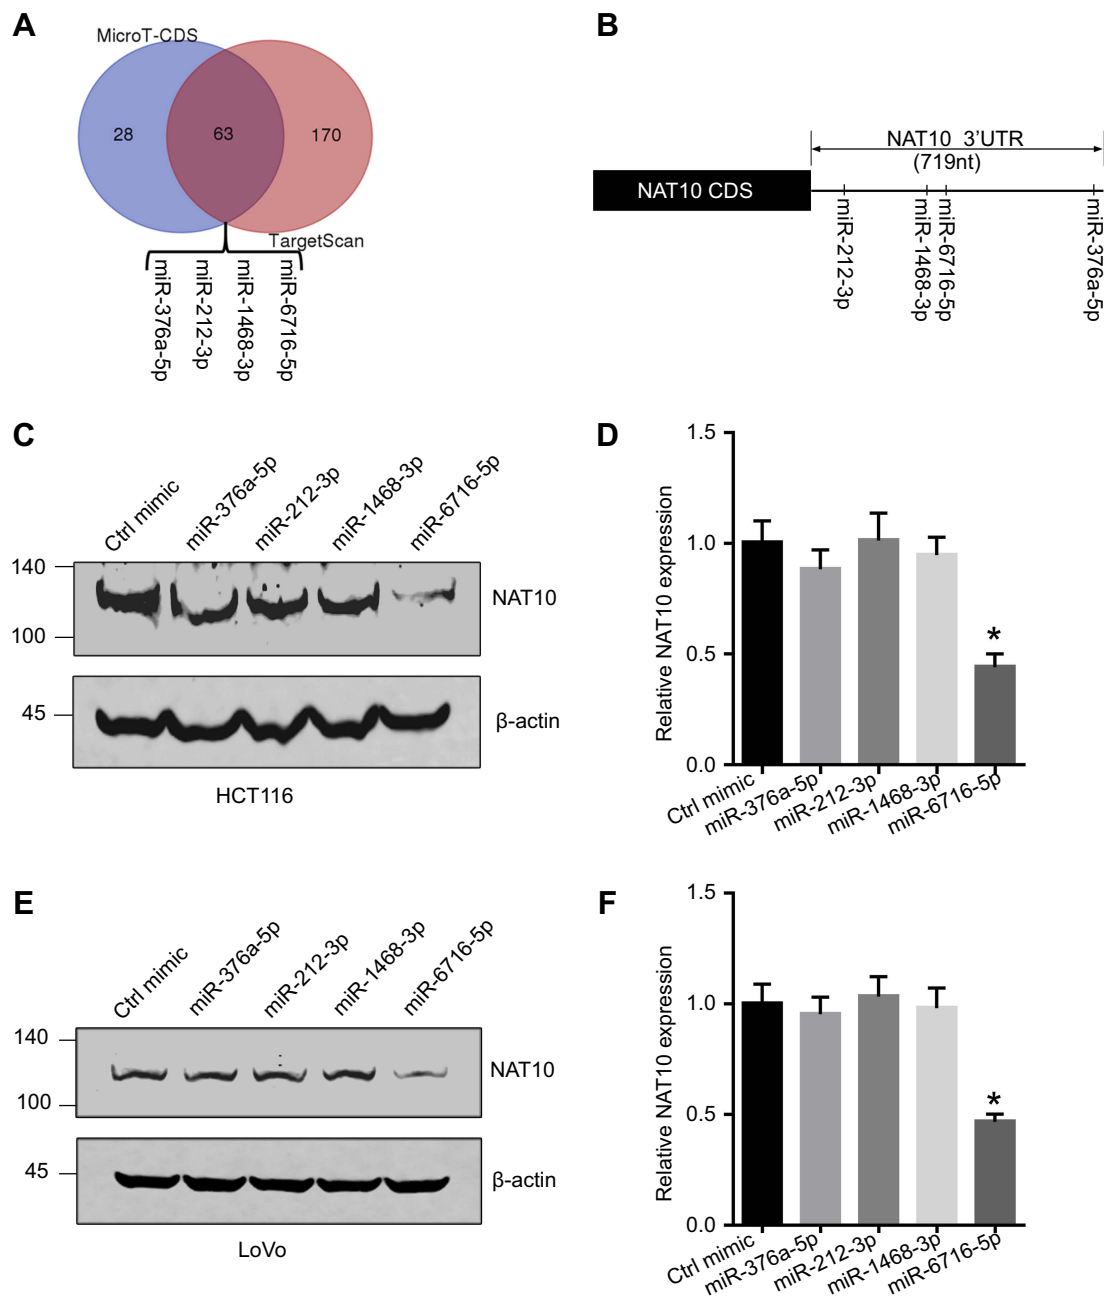 A
MicroT-CDS
28
63
170
TargetScan
miR-376a-5p
miR-212-3p
miR-1468-3p
miR-6716-5p
B
NAT10 3'UTR
(719nt)
NAT10 CDS
miR-212-3p
miR-1468-3p
miR-6716-5p
miR-376a-5p
C
Ctrl mimic
miR-376a-5p
miR-212-3p
miR-1468-3p
miR-6716-5p
140
100
NAT10
45
β-actin
HCT116
D
Relative NAT10 expression
1.5
1.0
0.5
0.0
*
Ctrl mimic
miR-376a-5p
miR-212-3p
miR-1468-3p
miR-6716-5p
E
Ctrl mimic
miR-376a-5p
miR-212-3p
miR-1468-3p
miR-6716-5p
140
100
NAT10
45
β-actin
LoVo
F
Relative NAT10 expression
1.5
1.0
0.5
0.0
*
Ctrl mimic
miR-376a-5p
miR-212-3p
miR-1468-3p
miR-6716-5p